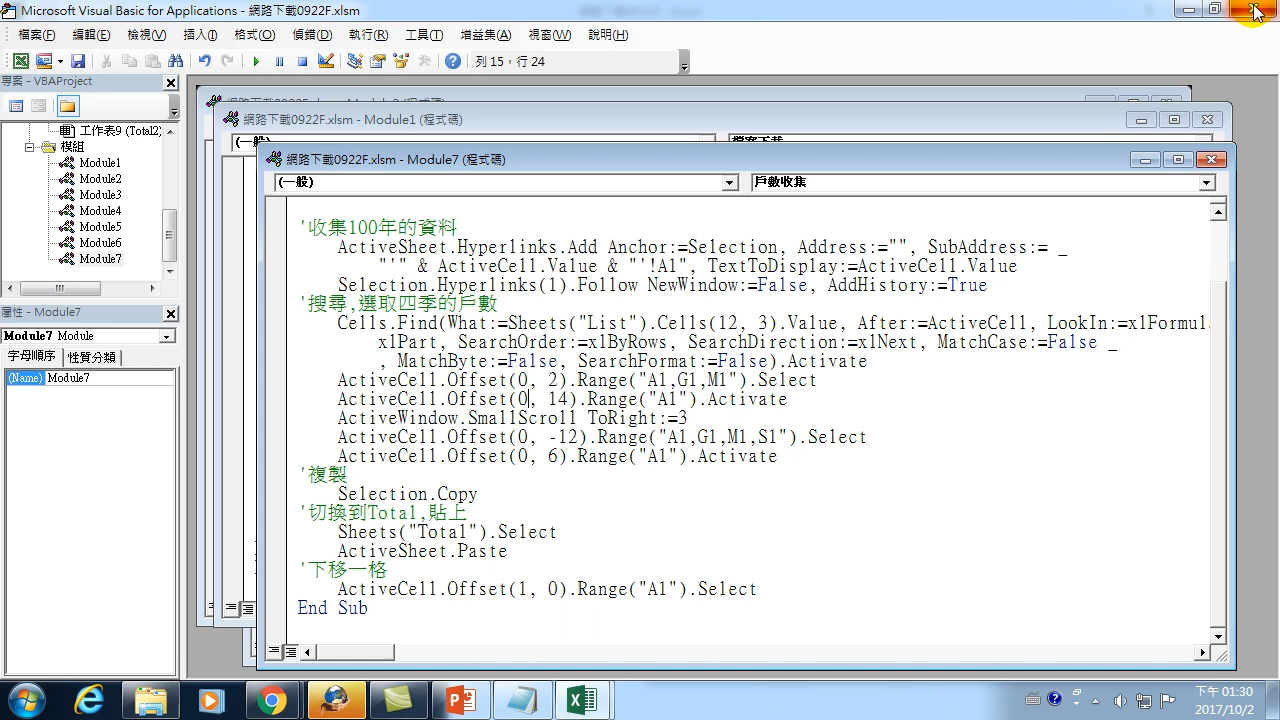 Microsoft Visual Basic for Applications - 網路下載0922F.xlsm
檔案(F) 編輯(E) 檢視(V) 插入(I) 格式(O) 偵錯(D) 執行(R) 工具(T) 增益集(A) 視窗(W) 說明(H)
列 15，行 24
專案 - VBAProject
工作表9 (Total2)
模組
Module1
Module2
Module3
Module4
Module5
Module6
Module7
屬性 - Module7
Module7 Module
字母順序 性質分類
(Name) Module7
網路下載0922F.xlsm - Module1 (程式碼)
網路下載0922F.xlsm - Module7 (程式碼)
(一般) 戶數收集
'收集100年的資料
ActiveSheet.Hyperlinks.Add Anchor:=Selection, Address:="", SubAddress:= _
"'" & ActiveCell.Value & "'!A1", TextToDisplay:=ActiveCell.Value
Selection.Hyperlinks(1).Follow NewWindow:=False, AddHistory:=True
'搜尋,選取四季的戶數
Cells.Find(What:=Sheets("List").Cells(12, 3).Value, After:=ActiveCell, LookIn:=xlFormula
xlPart, SearchOrder:=xlByRows, SearchDirection:=xlNext, MatchCase:=False _
, MatchByte:=False, SearchFormat:=False).Activate
ActiveCell.Offset(0, 2).Range("A1,G1,M1").Select
ActiveCell.Offset(0, 14).Range("A1").Activate
ActiveWindow.SmallScroll ToRight:=3
ActiveCell.Offset(0, -12).Range("A1,G1,M1,S1").Select
ActiveCell.Offset(0, 6).Range("A1").Activate
'複製
Selection.Copy
'切換到Total,貼上
Sheets("Total").Select
ActiveSheet.Paste
'下移一格
ActiveCell.Offset(1, 0).Range("A1").Select
End Sub
下午 01:30
2017/10/2